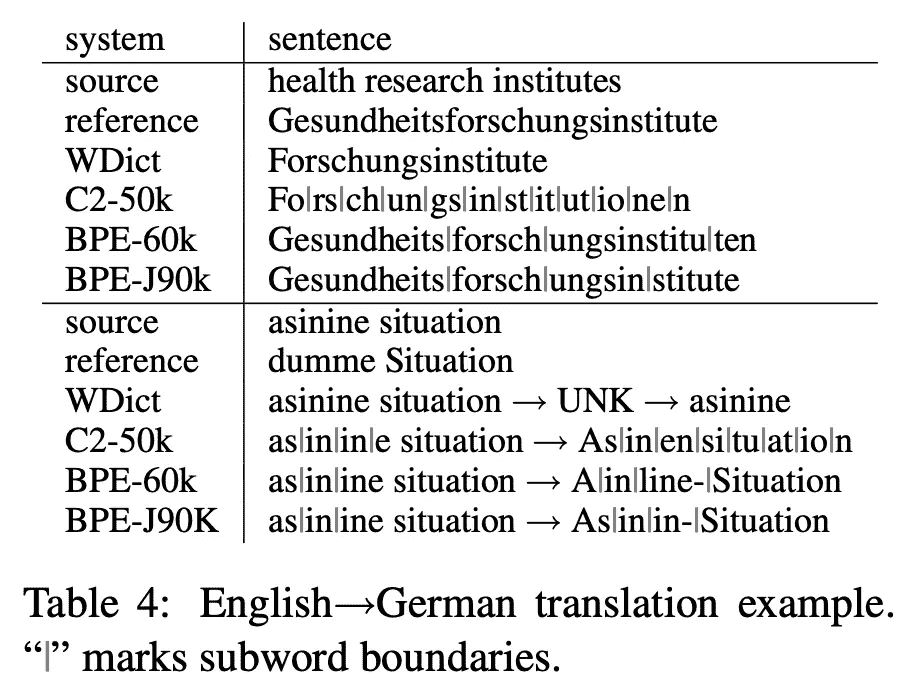 system sentence
source health research institutes
reference Gesundheitsforschungsinstitute
WDict Forschungsinstitute
C2-50k Fo|rs|ch|un|gs|in|st|it|ut|io|ne|n
BPE-60k Gesundheits|forsch|ungsinstitu|ten
BPE-J90k Gesundheits|forsch|ungsin|stitute
source asinine situation
reference dumme Situation
WDict asinine situation → UNK → asinine
C2-50k as|in|in|e situation → As|in|en|si|tu|at|io|n
BPE-60k as|in|ine situation → A|in|line-|Situation
BPE-J90K as|in|ine situation → As|in|in-|Situation
Table 4: English→German translation example.
“|” marks subword boundaries.